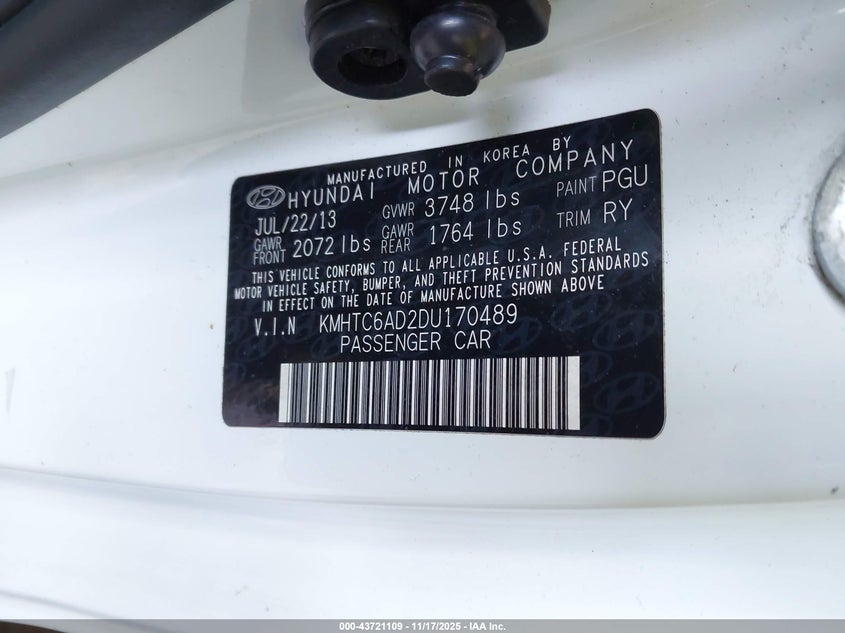 MANUFACTURED IN KOREA BY
HYUNDAI MOTOR COMPANY
JUL/22/13 GVWR 3748 lbs PAINT PGU
GAWR FRONT 2072 lbs GAWR REAR 1764 lbs TRIM RY
THIS VEHICLE CONFORMS TO ALL APPLICABLE U.S.A. FEDERAL
MOTOR VEHICLE SAFETY, BUMPER, AND THEFT PREVENTION STANDARDS
IN EFFECT ON THE DATE OF MANUFACTURE SHOWN ABOVE
V.I.N KMHTC6AD2DU170489
PASSENGER CAR
000-43721109 - 11/17/2025 - IAA Inc.